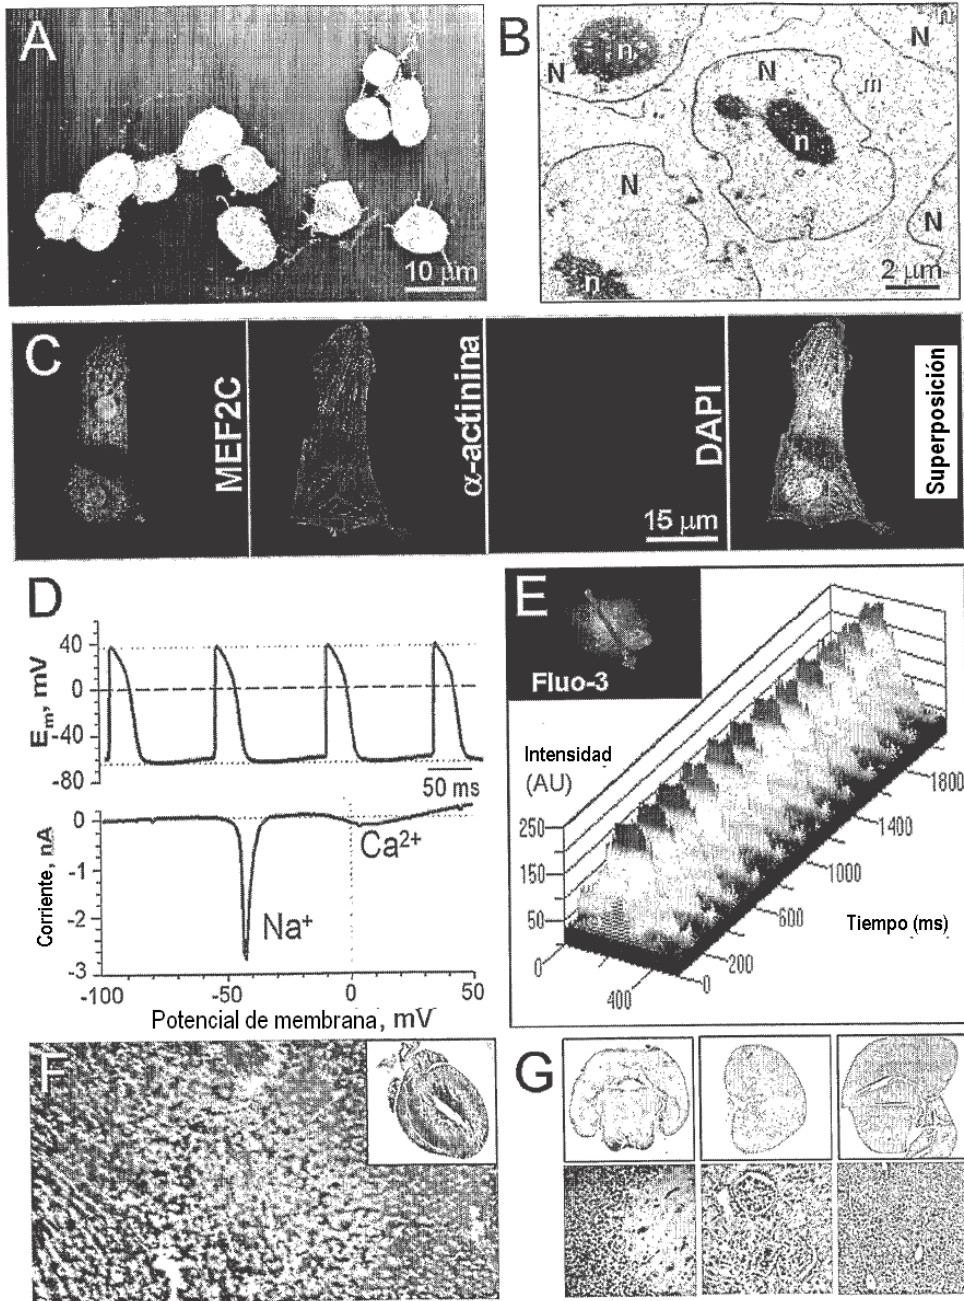 A
10 µm
B
n
N
n
N
N
N
m
n
N
N
n
2 µm
C
MEF2C
α-actinina
DAPI
15 µm
Superposición
D
E
40
0
-40
-80
Eₘ, mV
50 ms
0
-1
-2
-3
Corriente, nA
Ca²⁺
Na⁺
-100
-50
0
50
Potencial de membrana, mV
Fluo-3
Intensidad
(AU)
250
150
50
0
400
0
200
600
1000
1400
1800
Tiempo (ms)
F
G